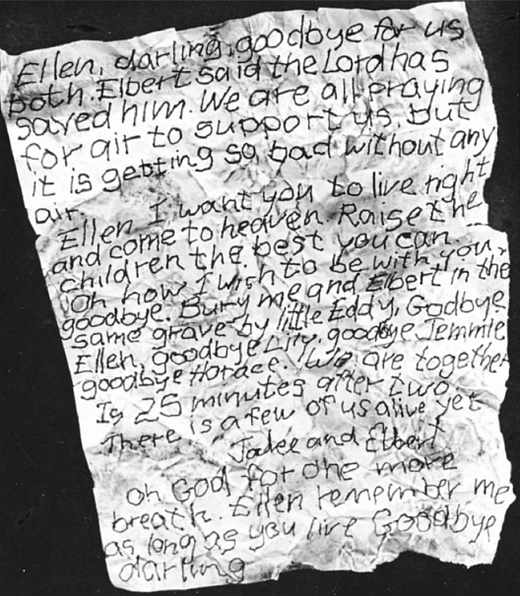 Ellen, darling, goodbye for us
both. Elbert said the Lord has
saved him. We are all praying
for air to support us, but
it is getting so bad without any
air.
Ellen I want you to live right
and come to heaven. Raise the
children the best you can.
Oh how I wish to be with you,
goodbye. Bury me and Elbert in the
same grave by little Eddy, Godbye
Ellen, goodbye Lily, goodbye Jemmie
goodbye Horace. We are together
Is 25 minutes after two
There is a few of us alive yet
Jake and Elbert
Oh God for one more
breath. Ellen remember me
as long as you live Goodbye
darling